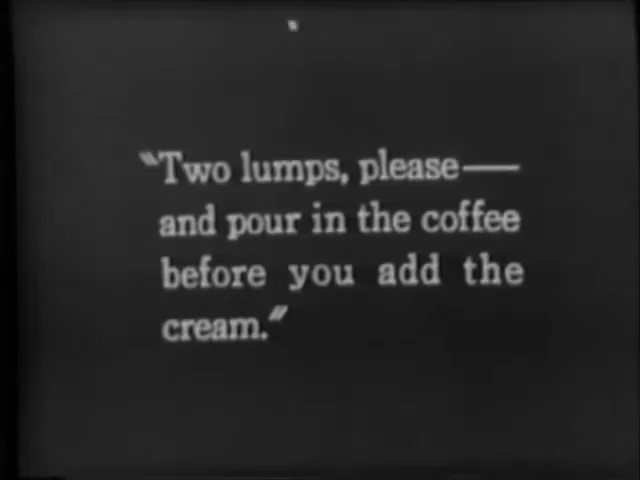 "Two lumps, please—
and pour in the coffee
before you add the
cream."